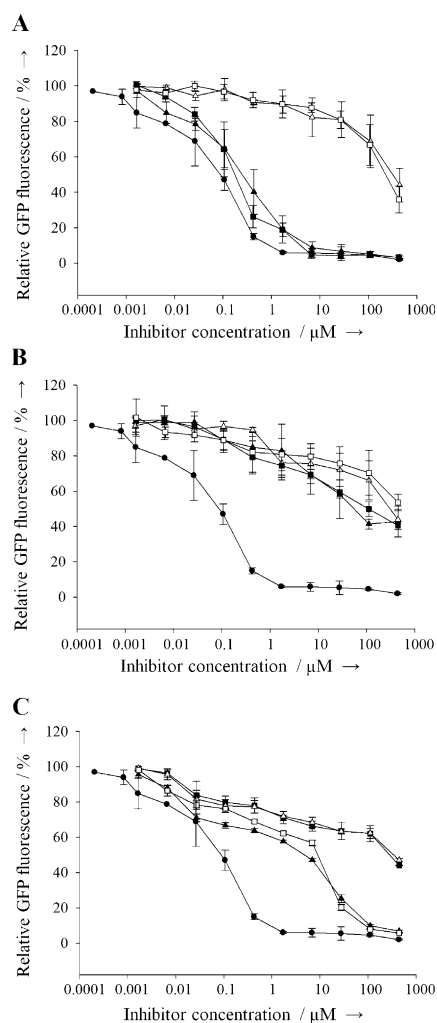 A
Relative GFP fluorescence / % →
120
100
80
60
40
20
0
0.0001 0.001 0.01 0.1 1 10 100 1000
Inhibitor concentration / µM →
B
Relative GFP fluorescence / % →
120
100
80
60
40
20
0
0.0001 0.001 0.01 0.1 1 10 100 1000
Inhibitor concentration / µM →
C
Relative GFP fluorescence / % →
120
100
80
60
40
20
0
0.0001 0.001 0.01 0.1 1 10 100 1000
Inhibitor concentration / µM →